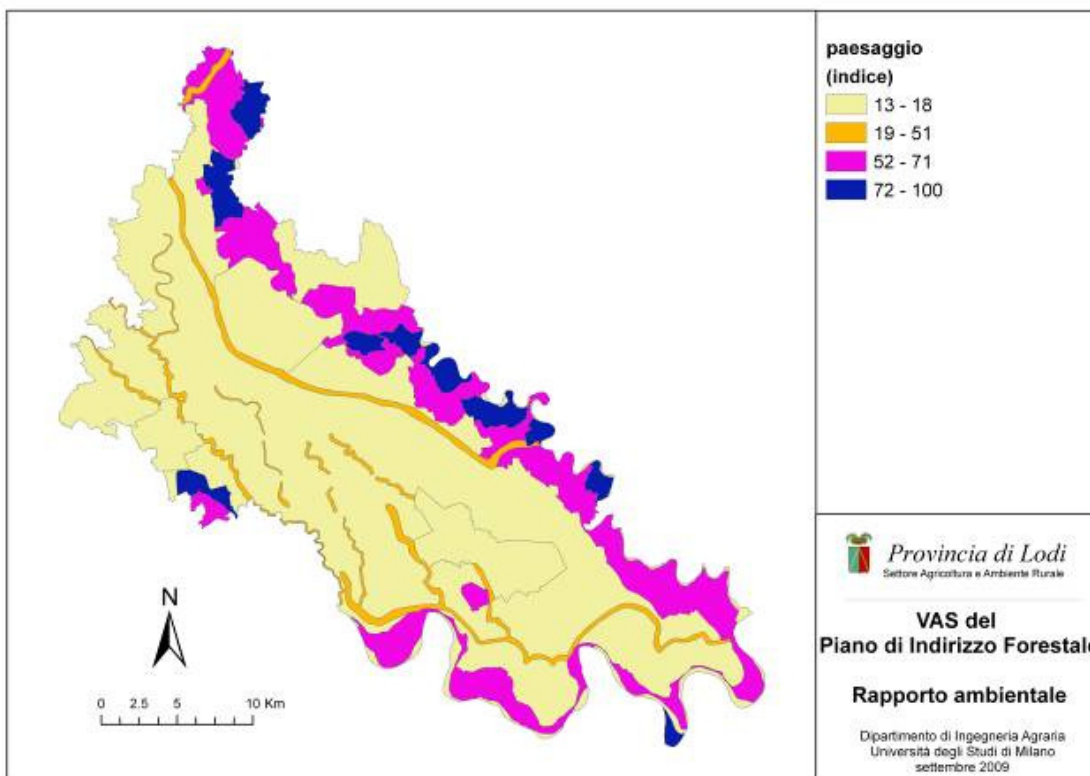 paesaggio
(indice)
13 - 18
19 - 51
52 - 71
72 - 100
N
0 2.5 5 10 Km
Provincia di Lodi
Settore Agricoltura e Ambiente Rurale
VAS del
Piano di Indirizzo Forestale
Rapporto ambientale
Dipartimento di Ingegneria Agraria
Università degli Studi di Milano
settembre 2009